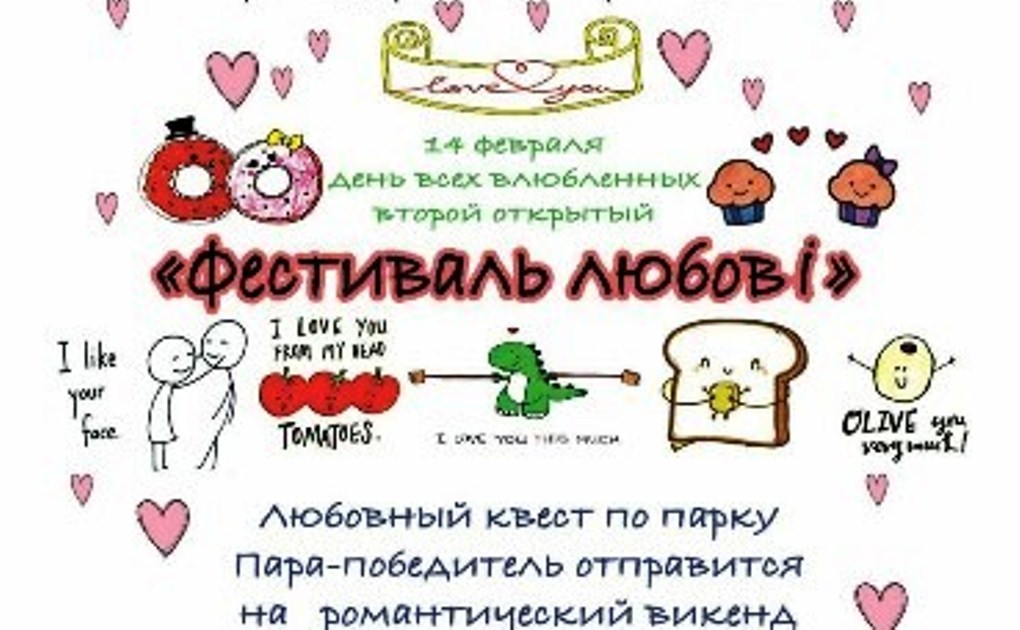 love you
14 февраля
день всех влюбленных
второй открытый
«Фестиваль любовi»
I like
your
face
I LOVE YOU
FROM MY HEAD
TOMATOES.
I LOVE YOU THIS MUCH
OLIVE you
very much!
Любовный квест по парку
Пара-победитель отправится
на романтический викенд